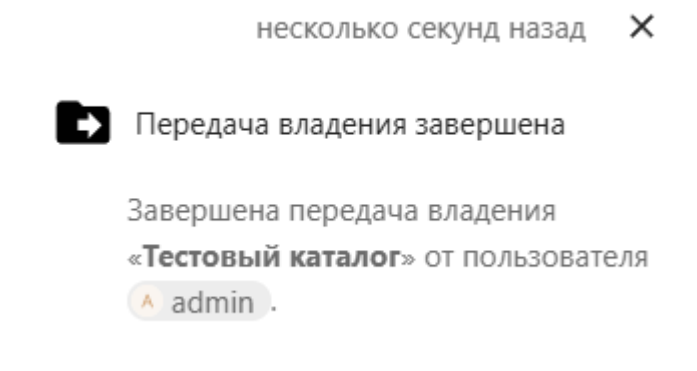 несколько секунд назад
Передача владения завершена
Завершена передача владения
«Тестовый каталог» от пользователя
A admin .